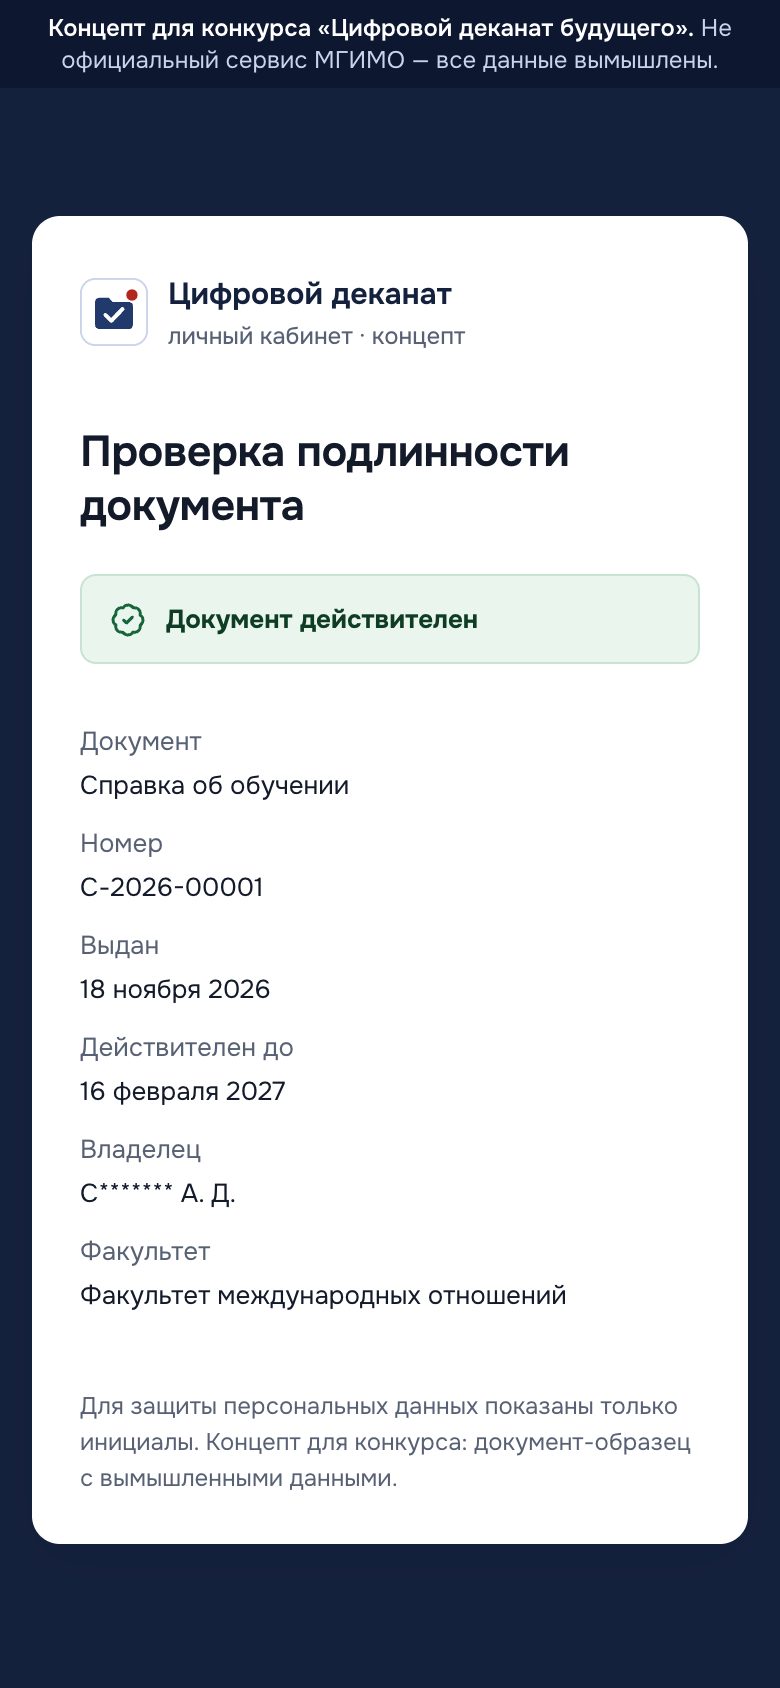 Концепт для конкурса «Цифровой деканат будущего». Не
официальный сервис МГИМО — все данные вымышлены.
Цифровой деканат
личный кабинет · концепт
Проверка подлинности
документа
Документ действителен
Документ
Справка об обучении
Номер
С-2026-00001
Выдан
18 ноября 2026
Действителен до
16 февраля 2027
Владелец
С******* А. Д.
Факультет
Факультет международных отношений
Для защиты персональных данных показаны только
инициалы. Концепт для конкурса: документ-образец
с вымышленными данными.